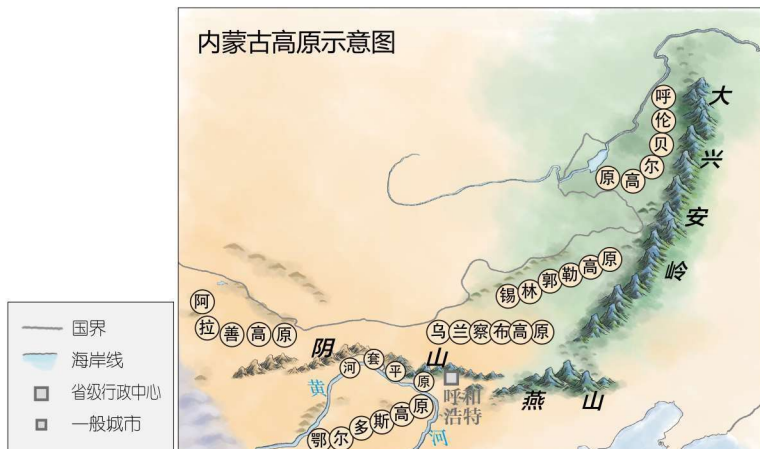 内蒙古高原示意图
大兴安岭
呼伦贝尔高原
锡林郭勒高原
阿拉善高原
乌兰察布高原
阴山
河套平原
呼和
浩特
燕山
黄河
鄂尔多斯高原
国界
海岸线
省级行政中心
一般城市